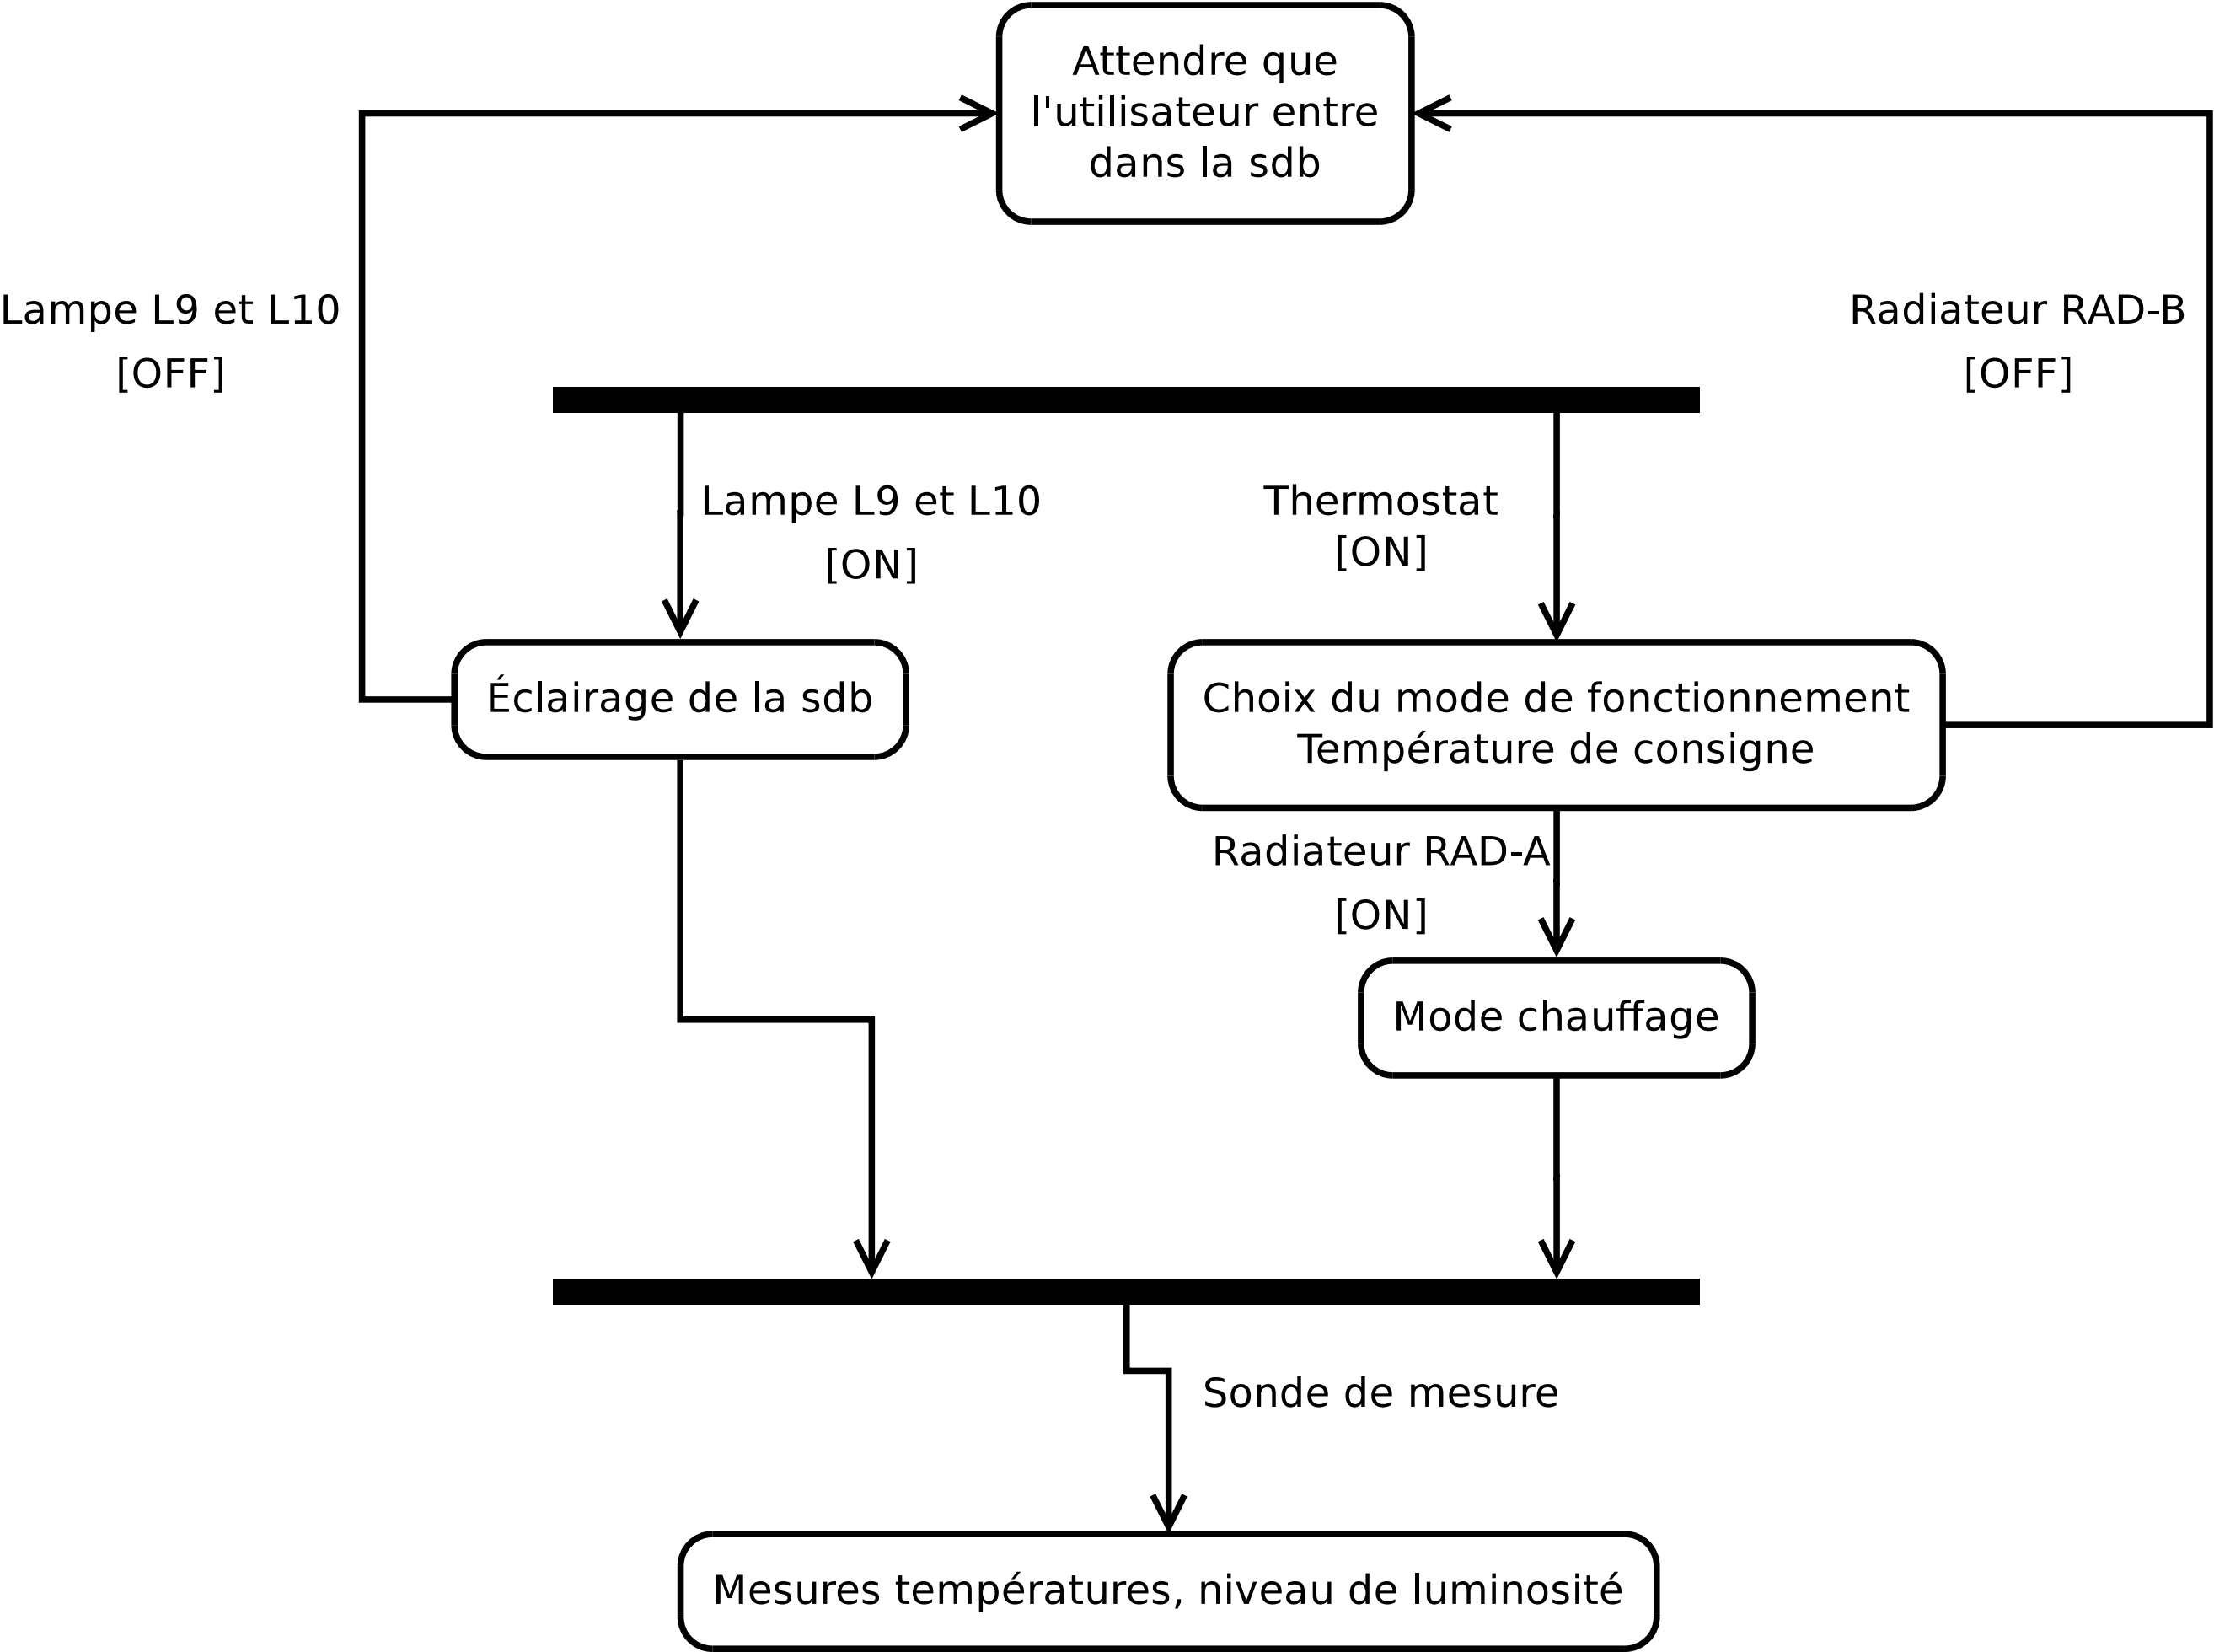 Attendre que
l'utilisateur entre
dans la sdb
Lampe L9 et L10
[OFF]
Radiateur RAD-B
[OFF]
Lampe L9 et L10
[ON]
Thermostat
[ON]
Éclairage de la sdb
Choix du mode de fonctionnement
Température de consigne
Radiateur RAD-A
[ON]
Mode chauffage
Sonde de mesure
Mesures températures, niveau de luminosité